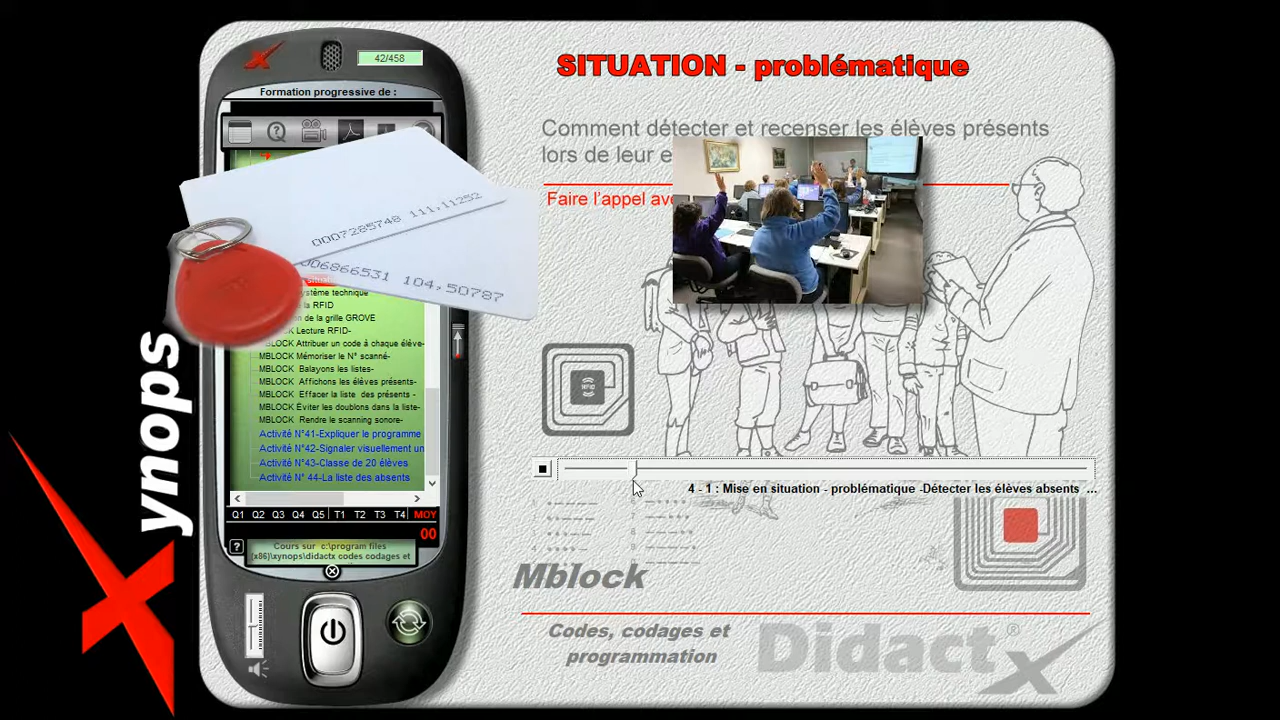 SITUATION - problématique
42/458
Formation progressive de :
Comment détecter et recenser les élèves présents
lors de leur e
Faire l'appel ave
0007285748 111,11252
006866531 104,50787
situati
ystème technique
la RFID
on de la grille GROVE
Lecture RFID-
MBLOCK Attribuer un code à chaque élève-
MBLOCK Mémoriser le N° scanné-
MBLOCK Balayons les listes-
MBLOCK Affichons les élèves présents-
MBLOCK Effacer la liste des présents -
MBLOCK Éviter les doublons dans la liste-
MBLOCK Rendre le scanning sonore-
Activité N°41-Expliquer le programme
Activité N°42-Signaler visuellement un
Activité N°43-Classe de 20 élèves
Activité N° 44-La liste des absents
4 - 1 : Mise en situation - problématique -Détecter les élèves absents ...
Q1 Q2 Q3 Q4 Q5 T1 T2 T3 T4 MOY
00
?
Cours sur c:\program files
(x86)\xynops\didactx codes codages et
Xynops
RFID
Mblock
Codes, codages et
programmation
Didactx®